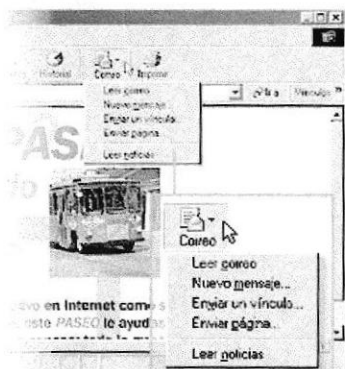 Historial Correo Imprimir
Leer correo
Nuevo mensaje...
Enviar un vínculo...
Enviar página...
Leer noticias
Ir a Vínculos »
PASE
en Internet como
este PASEO le ayuda
Correo
Leer correo
Nuevo mensaje...
Enviar un vínculo...
Enviar página...
Leer noticias